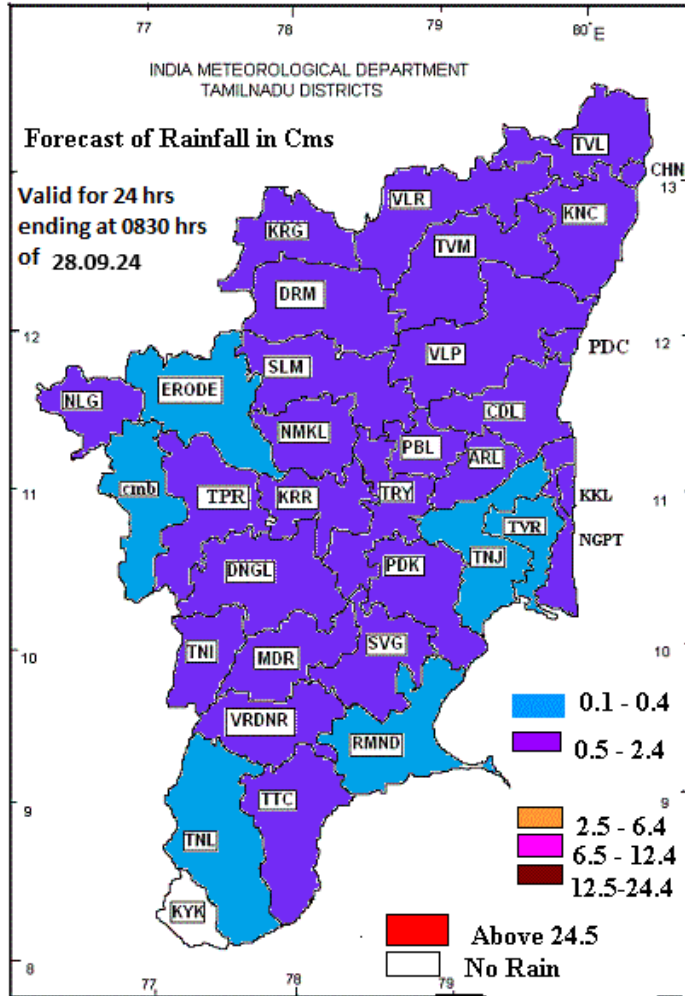 77 78 79 80° E
INDIA METEOROLOGICAL DEPARTMENT
TAMILNADU DISTRICTS
Forecast of Rainfall in Cms
TVL
CHN
13
Valid for 24 hrs
ending at 0830 hrs
of 28.09.24
VLR
KNC
KRG
TVM
DRM
12
12
PDC
VLP
SLM
ERODE
NLG
CDL
NMKL
PBL
ARL
cmb
11
TPR
KRR
TRY
KKL
11
TVR
NGPT
TNJ
PDK
DNGL
10
TNI
MDR
SVG
10
0.1 - 0.4
VRDNR
RMND
0.5 - 2.4
9
TTC
9
2.5 - 6.4
TNL
6.5 - 12.4
12.5-24.4
KYK
Above 24.5
No Rain
8
77 78 79